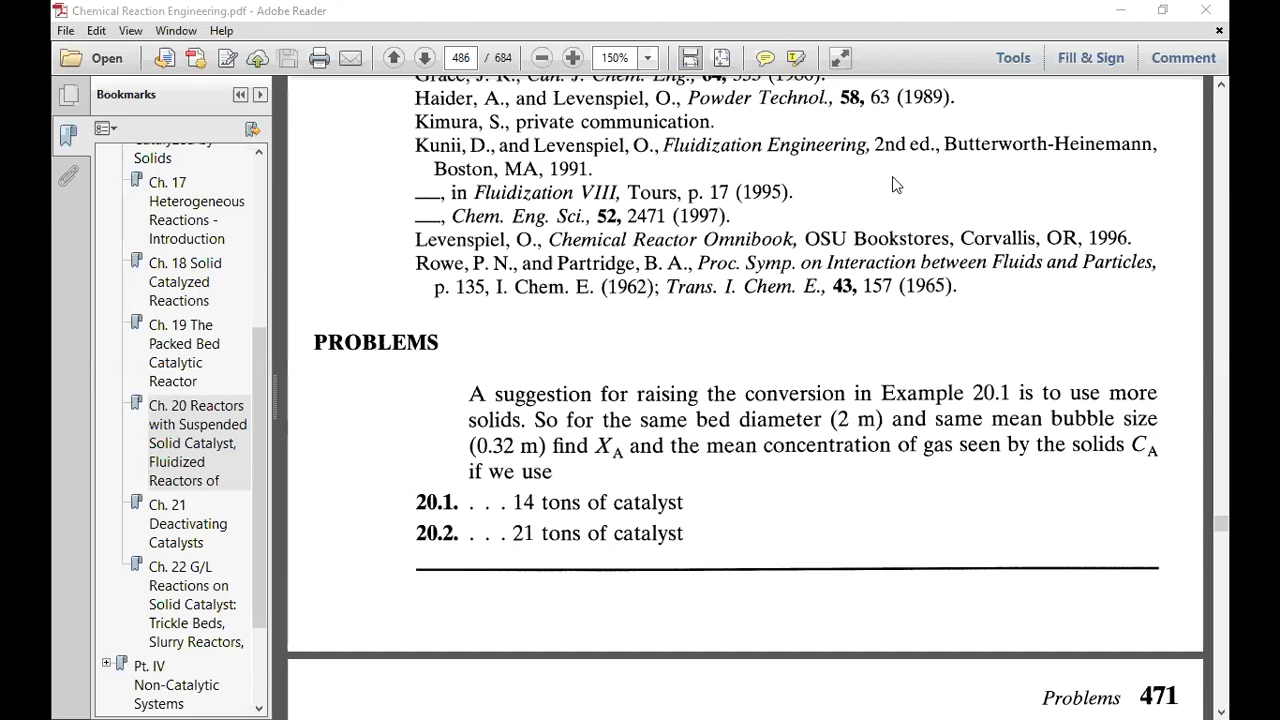 Chemical Reaction Engineering.pdf - Adobe Reader
File Edit View Window Help
Open 486 / 684 150% Tools Fill & Sign Comment
Bookmarks
Catalyzed by
Solids
Ch. 17
Heterogeneous
Reactions -
Introduction
Ch. 18 Solid
Catalyzed
Reactions
Ch. 19 The
Packed Bed
Catalytic
Reactor
Ch. 20 Reactors
with Suspended
Solid Catalyst,
Fluidized
Reactors of
Ch. 21
Deactivating
Catalysts
Ch. 22 G/L
Reactions on
Solid Catalyst:
Trickle Beds,
Slurry Reactors,
Pt. IV
Non-Catalytic
Systems
Grace, J. R., Can. J. Chem. Eng., 64, (1986).
Haider, A., and Levenspiel, O., Powder Technol., 58, 63 (1989).
Kimura, S., private communication.
Kunii, D., and Levenspiel, O., Fluidization Engineering, 2nd ed., Butterworth-Heinemann,
Boston, MA, 1991.
___, in Fluidization VIII, Tours, p. 17 (1995).
___, Chem. Eng. Sci., 52, 2471 (1997).
Levenspiel, O., Chemical Reactor Omnibook, OSU Bookstores, Corvallis, OR, 1996.
Rowe, P. N., and Partridge, B. A., Proc. Symp. on Interaction between Fluids and Particles,
p. 135, I. Chem. E. (1962); Trans. I. Chem. E., 43, 157 (1965).
PROBLEMS
A suggestion for raising the conversion in Example 20.1 is to use more
solids. So for the same bed diameter (2 m) and same mean bubble size
(0.32 m) find XA and the mean concentration of gas seen by the solids CA
if we use
20.1. . . . 14 tons of catalyst
20.2. . . . 21 tons of catalyst
Problems 471